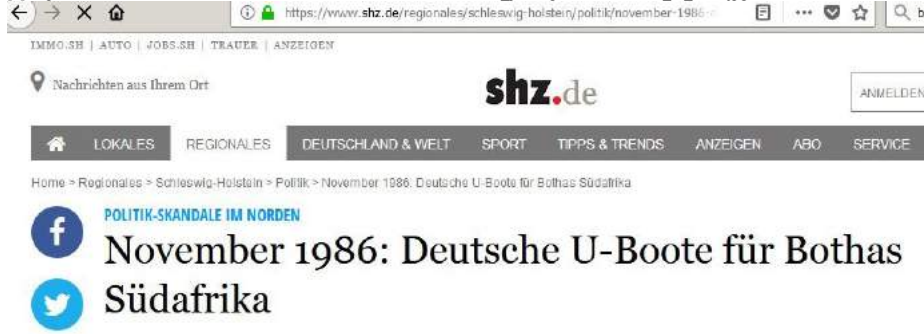 https://www.shz.de/regionales/schleswig-holstein/politik/november-1986-
IMMO.SH | AUTO | JOBS.SH | TRAUER | ANZEIGEN
Nachrichten aus Ihrem Ort
shz.de
ANMELDEN
LOKALES REGIONALES DEUTSCHLAND & WELT SPORT TIPPS & TRENDS ANZEIGEN ABO SERVICE
Home > Regionales > Schleswig-Holstein > Politik > November 1986: Deutsche U-Boote für Bothas Südafrika
POLITIK-SKANDALE IM NORDEN
November 1986: Deutsche U-Boote für Bothas
Südafrika